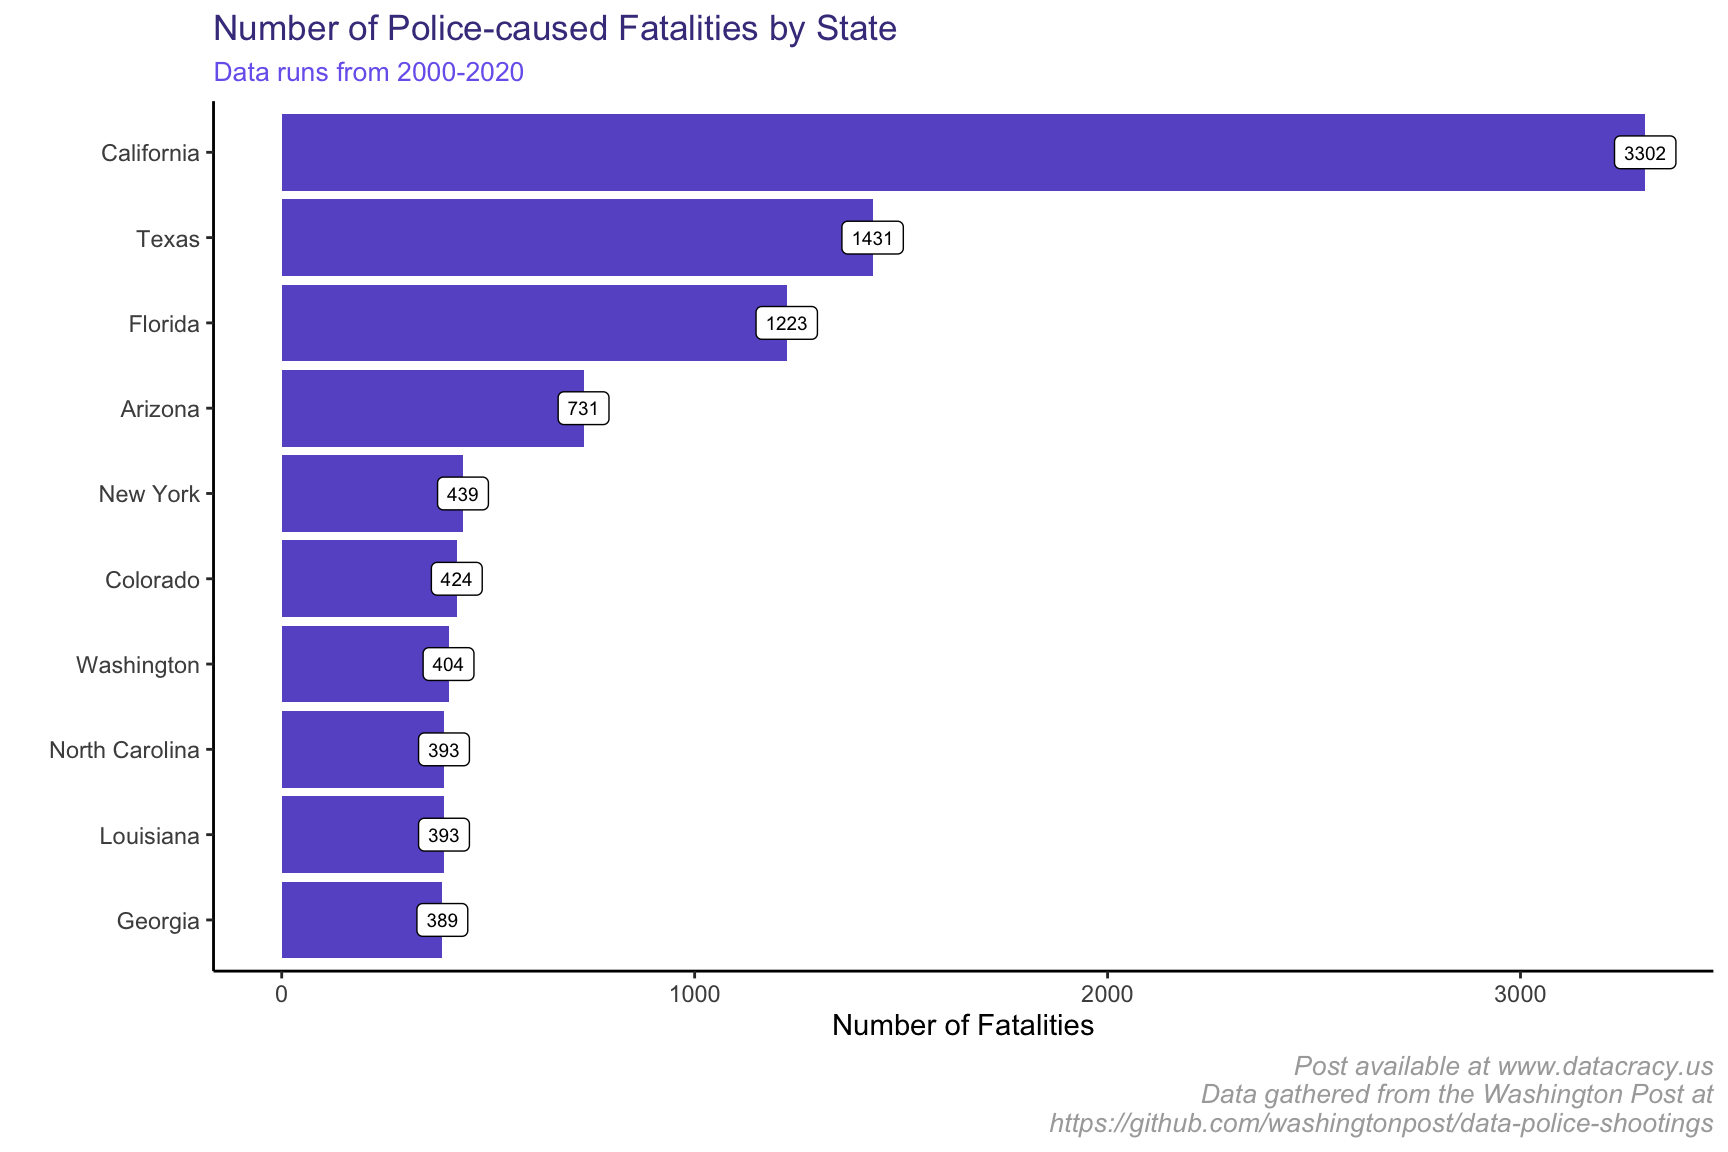 Number of Police-caused Fatalities by State
Data runs from 2000-2020
California
3302
Texas
1431
Florida
1223
Arizona
731
New York
439
Colorado
424
Washington
404
North Carolina
393
Louisiana
393
Georgia
389
0 1000 2000 3000
Number of Fatalities
Post available at www.datacracy.us
Data gathered from the Washington Post at
https://github.com/washingtonpost/data-police-shootings